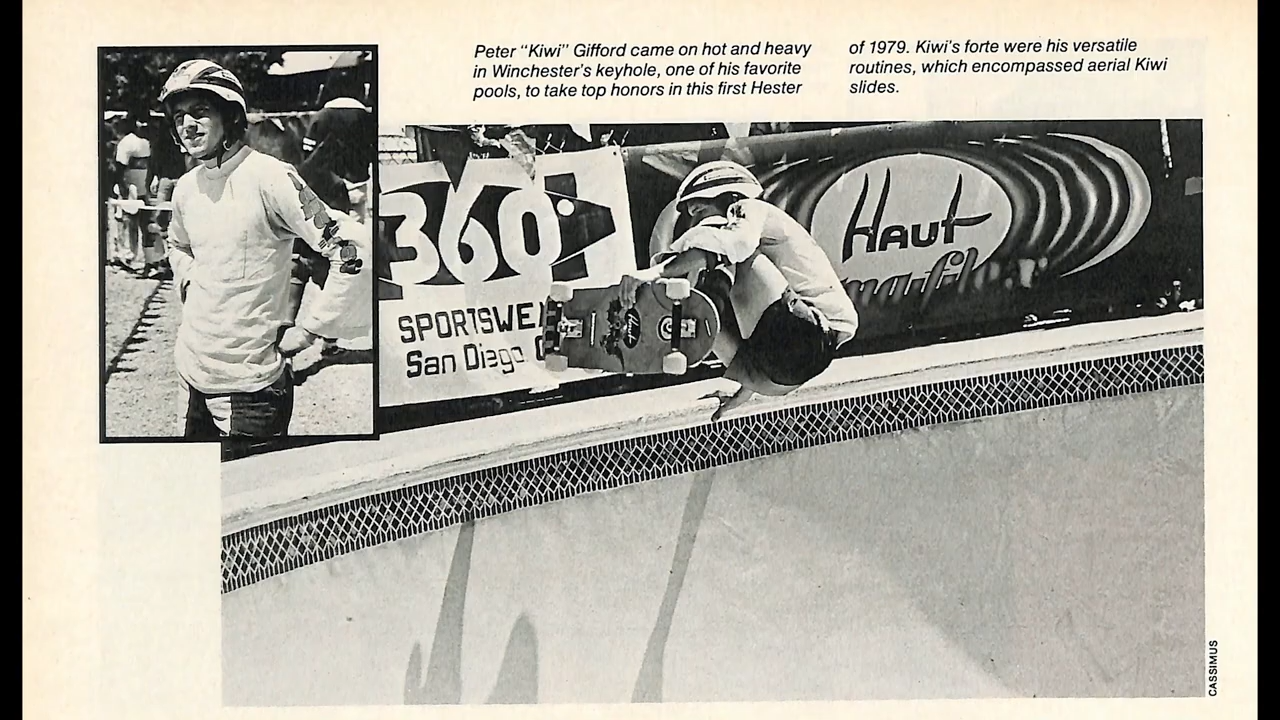 Peter “Kiwi” Gifford came on hot and heavy
in Winchester’s keyhole, one of his favorite
pools, to take top honors in this first Hester
of 1979. Kiwi’s forte were his versatile
routines, which encompassed aerial Kiwi
slides.
360°
SPORTSWE
San Diego
Haut
Haut
CASSIMUS